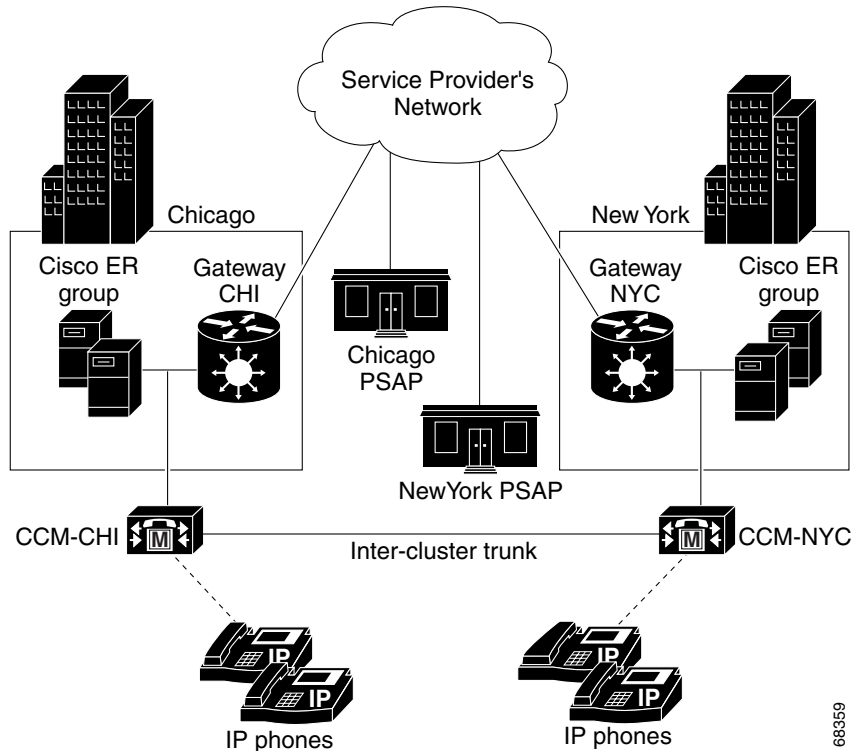 Service Provider's
Network
Chicago
New York
Cisco ER
group
Gateway
CHI
Gateway
NYC
Cisco ER
group
Chicago
PSAP
NewYork PSAP
CCM-CHI
M
Inter-cluster trunk
M
CCM-NYC
IP
IP
IP phones
IP
IP
IP phones
68359